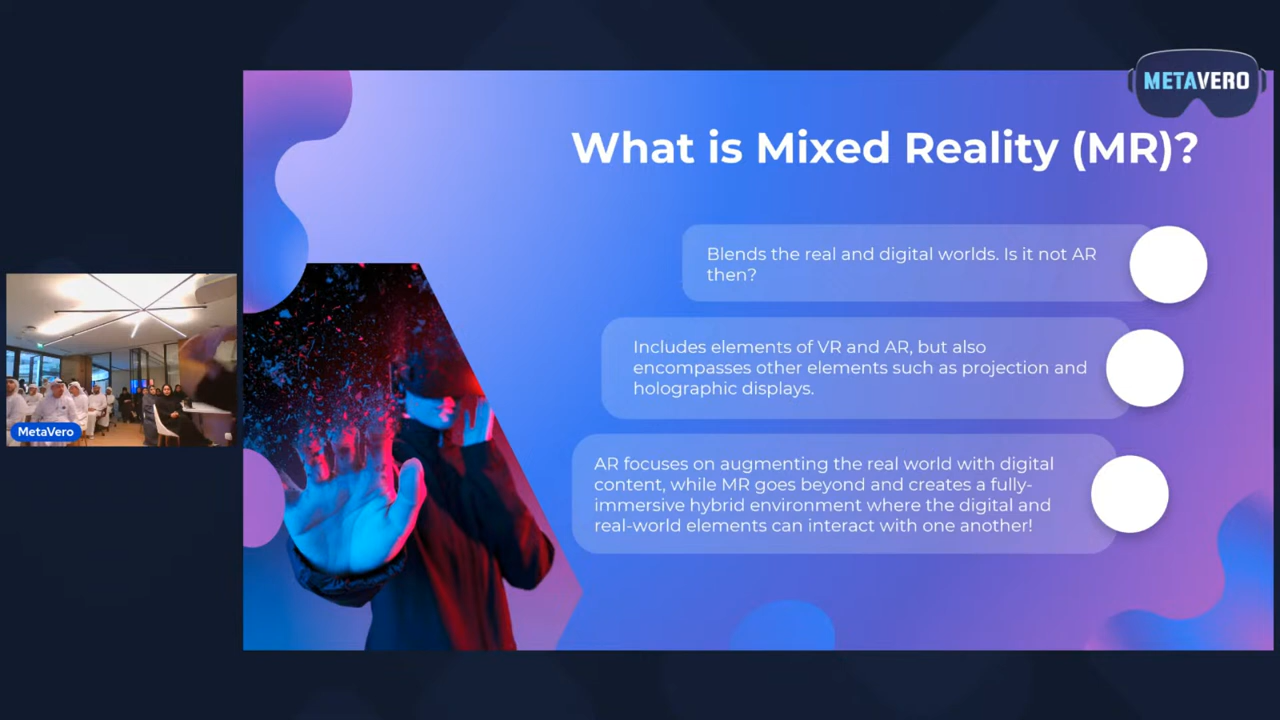 METAVERO
What is Mixed Reality (MR)?
Blends the real and digital worlds. Is it not AR
then?
Includes elements of VR and AR, but also
encompasses other elements such as projection and
holographic displays.
AR focuses on augmenting the real world with digital
content, while MR goes beyond and creates a fully-
immersive hybrid environment where the digital and
real-world elements can interact with one another!
MetaVero